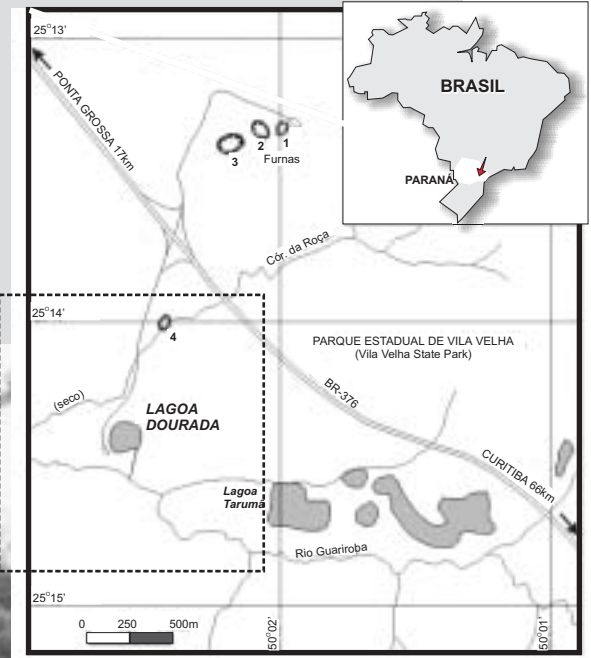 25°13'
PONTA GROSSA 17km
BRASIL
PARANÁ
1
2
3
Furnas
Cór. da Roça
25°14'
4
PARQUE ESTADUAL DE VILA VELHA
(Vila Velha State Park)
BR-376
(seco)
LAGOA
DOURADA
CURITIBA 66km
Lagoa
Tarumã
Rio Guariroba
25°15'
0 250 500m
50°02'
50°01'